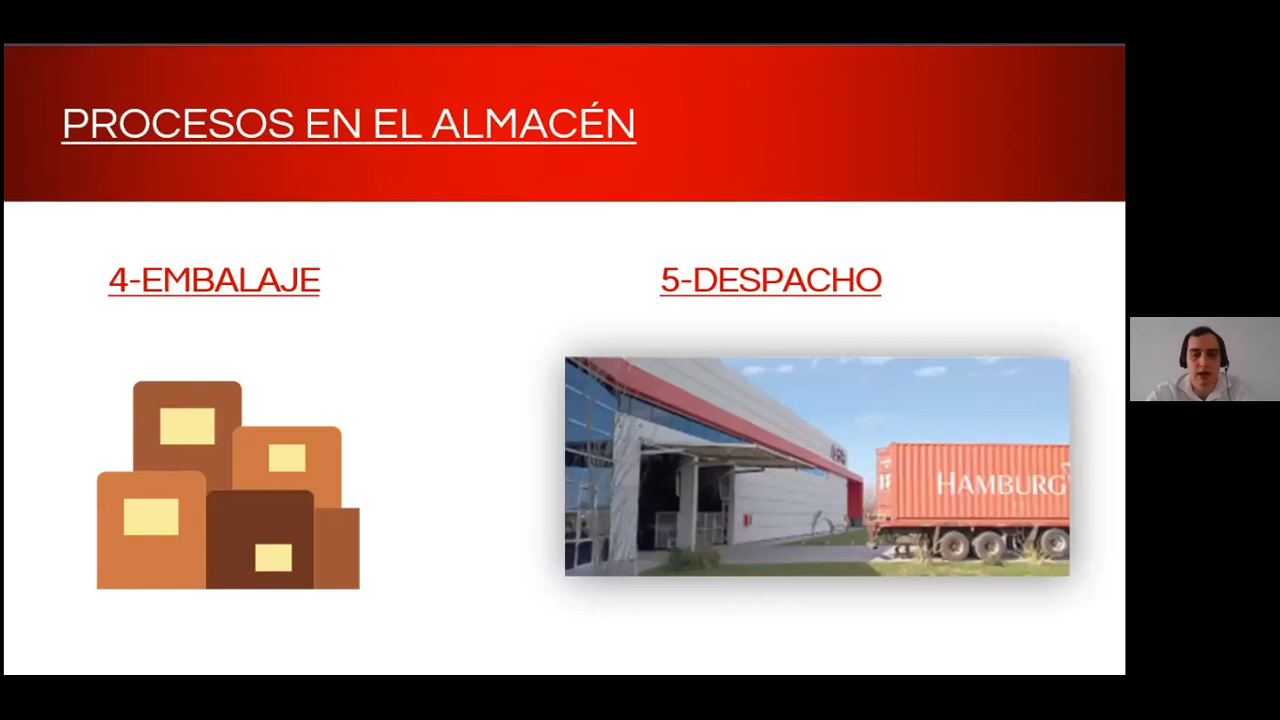 PROCESOS EN EL ALMACÉN
4-EMBALAJE
5-DESPACHO
HAMBURG